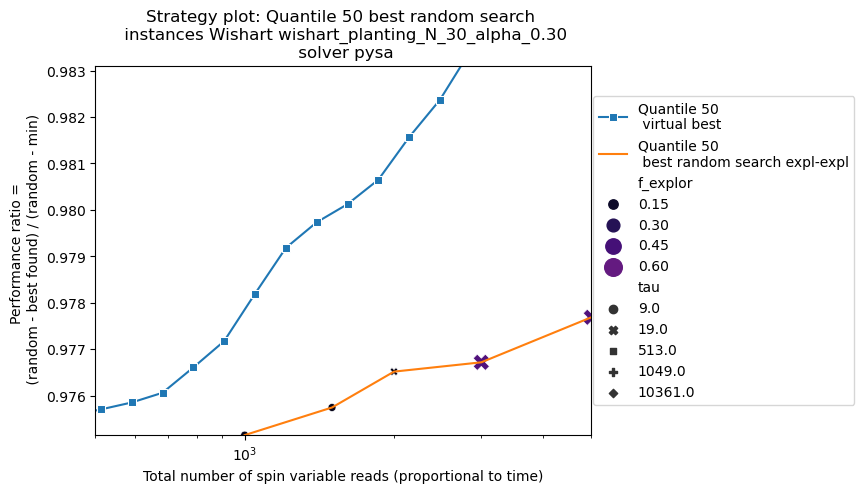 Strategy plot: Quantile 50 best random search
instances Wishart wishart_planting_N_30_alpha_0.30
solver pysa
Performance ratio =
(random - best found) / (random - min)
0.983
0.982
0.981
0.980
0.979
0.978
0.977
0.976
10³
Total number of spin variable reads (proportional to time)
Quantile 50
virtual best
Quantile 50
best random search expl-expl
f_explor
0.15
0.30
0.45
0.60
tau
9.0
19.0
513.0
1049.0
10361.0